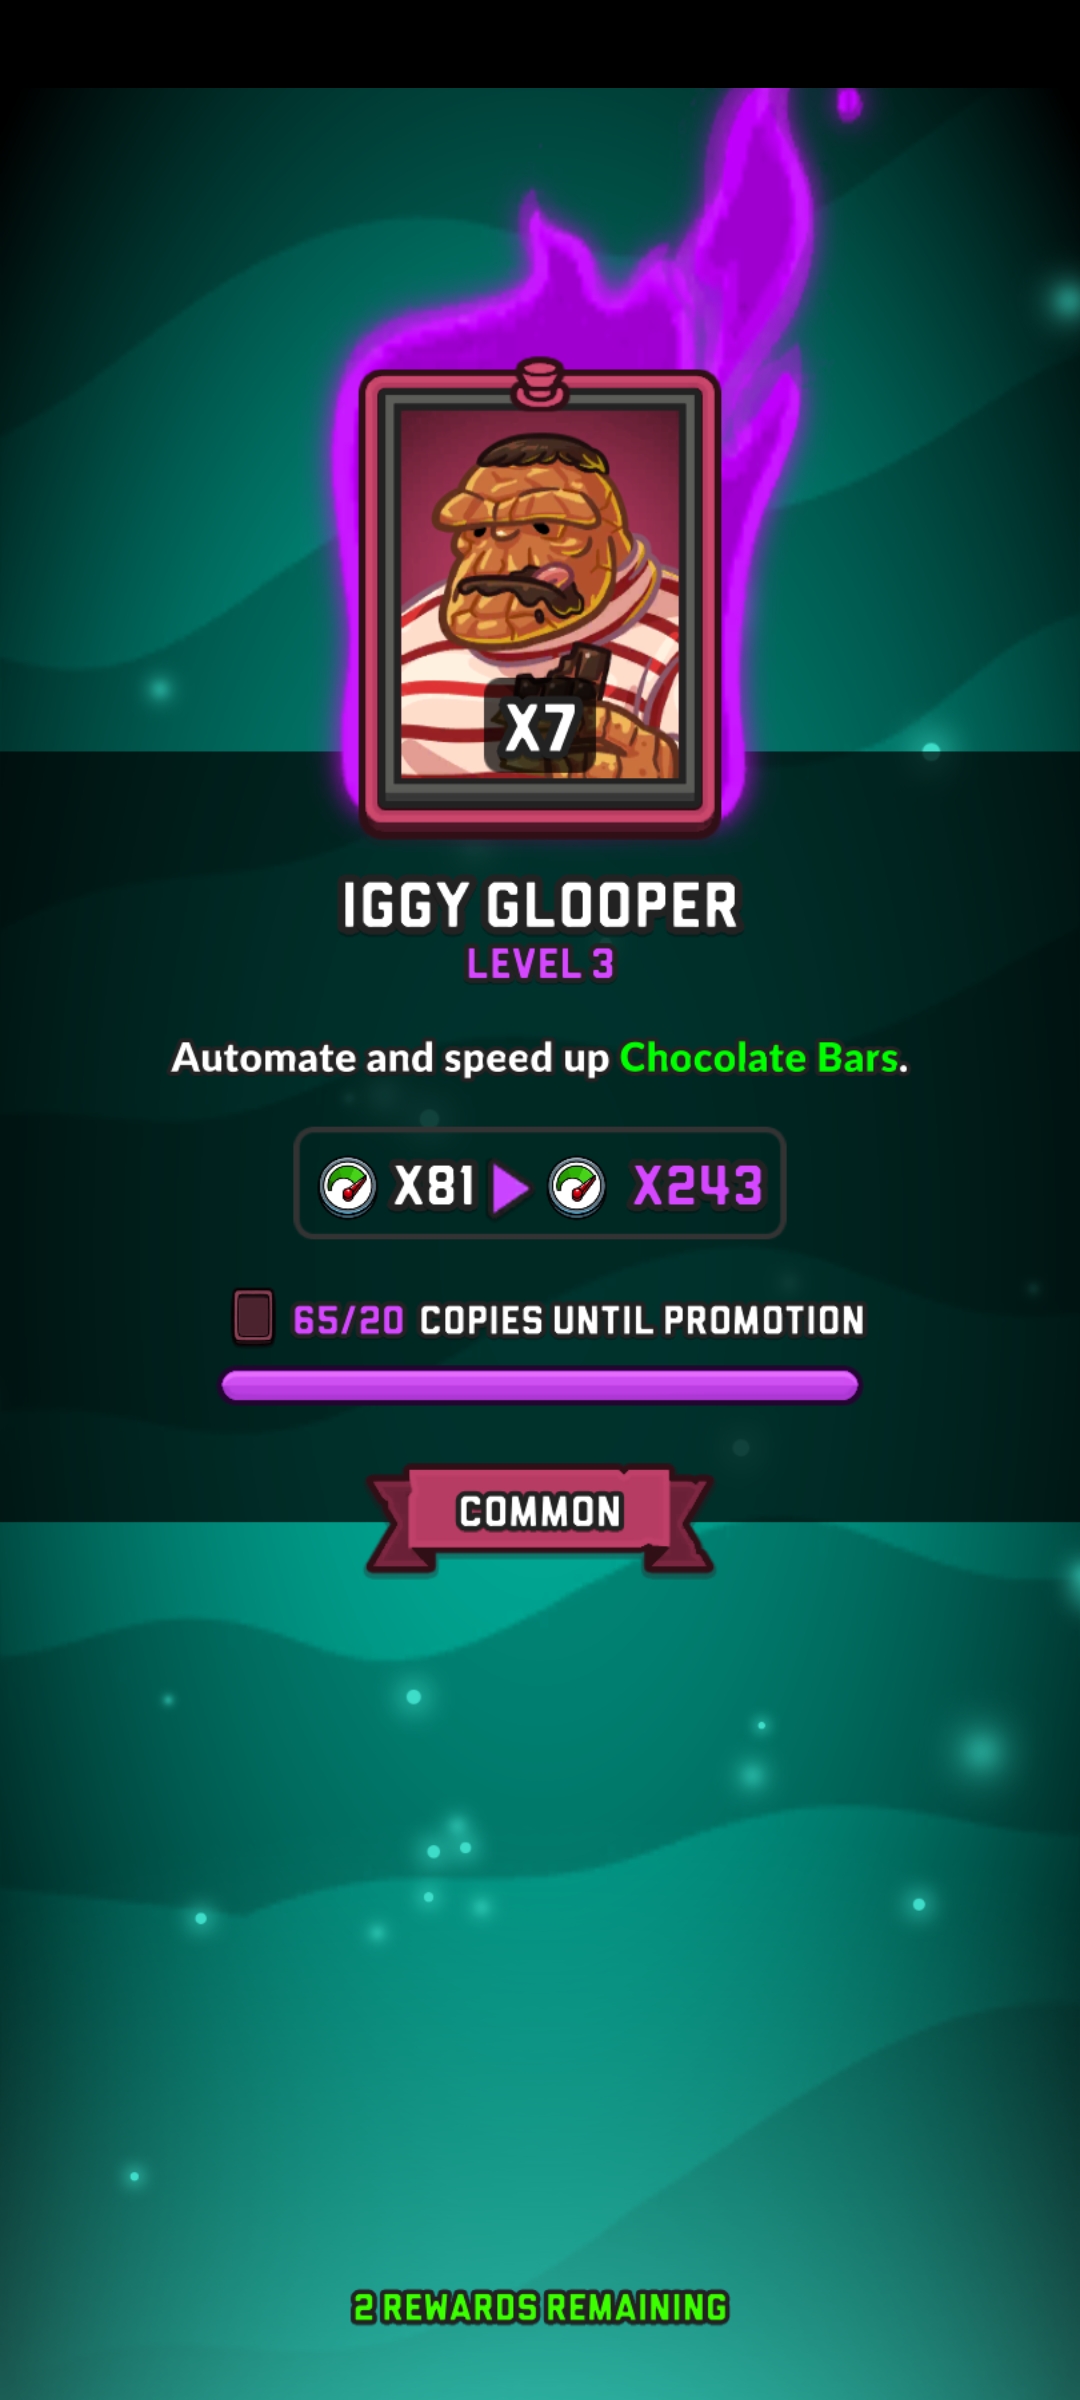 X7
IGGY GLOOPER
LEVEL 3
Automate and speed up Chocolate Bars.
X81 X243
65/20 COPIES UNTIL PROMOTION
COMMON
2 REWARDS REMAINING